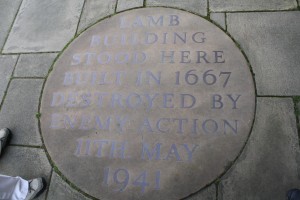 LAMB
BUILDING
STOOD HERE
BUILT IN 1667
DESTROYED BY
ENEMY ACTION
11TH MAY
1941